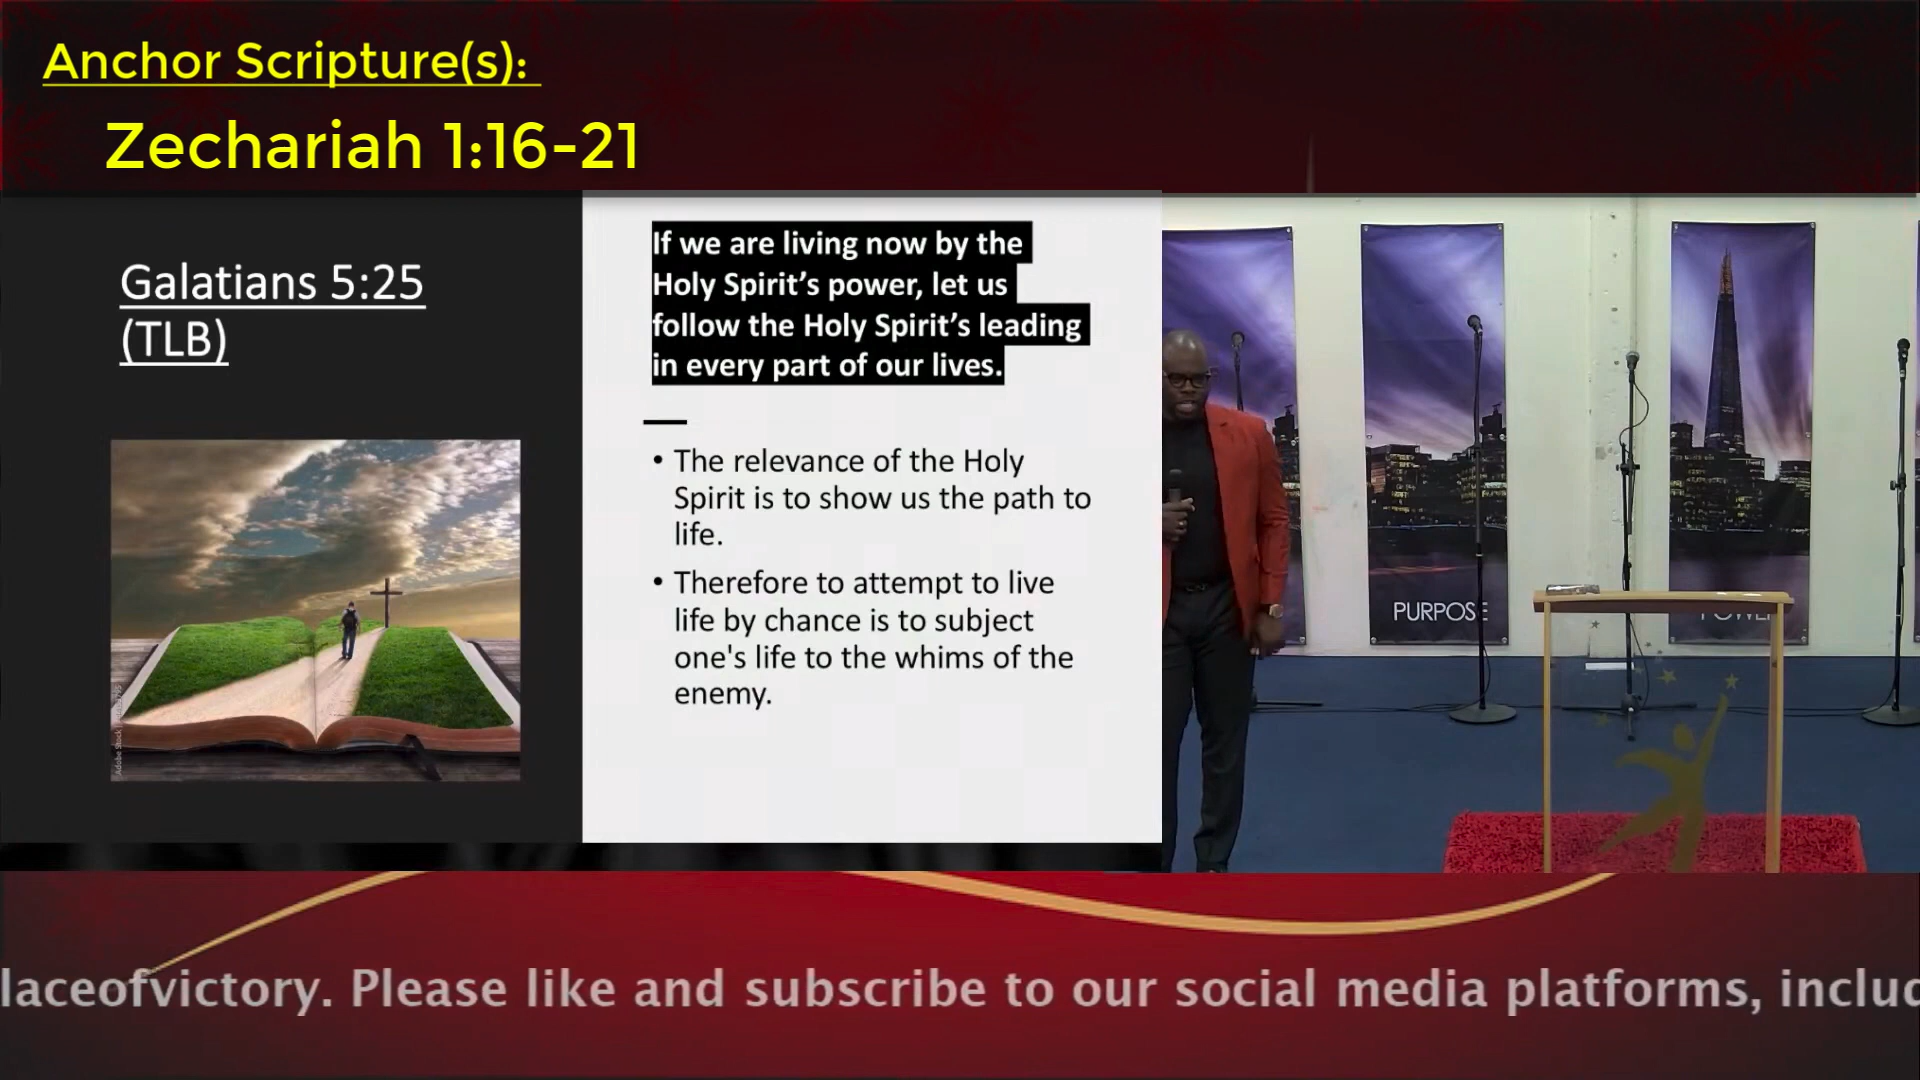 Anchor Scripture(s):
Zechariah 1:16-21
Galatians 5:25
(TLB)
If we are living now by the
Holy Spirit’s power, let us
follow the Holy Spirit’s leading
in every part of our lives.
• The relevance of the Holy
Spirit is to show us the path to
life.
• Therefore to attempt to live
life by chance is to subject
one's life to the whims of the
enemy.
PURPOSE
POWER
laceofvictory. Please like and subscribe to our social media platforms, includ